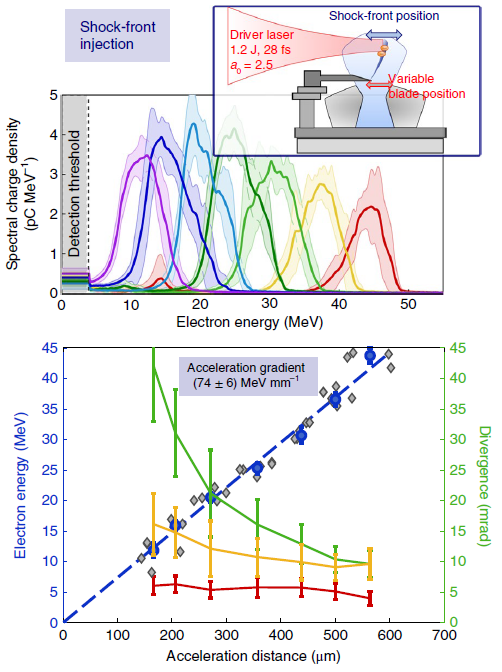 Shock-front
injection
Shock-front position
Driver laser
1.2 J, 28 fs
a₀ = 2.5
Variable
blade position
Spectral charge density
(pC MeV⁻¹)
5
4
3
2
1
0
Detection threshold
0 10 20 30 40 50
Electron energy (MeV)
Acceleration gradient
(74 ± 6) MeV mm⁻¹
Electron energy (MeV)
45
40
35
30
25
20
15
10
5
0
45
40
35
30
25
20
15
10
5
0
Divergence (mrad)
0 100 200 300 400 500 600 700
Acceleration distance (μm)